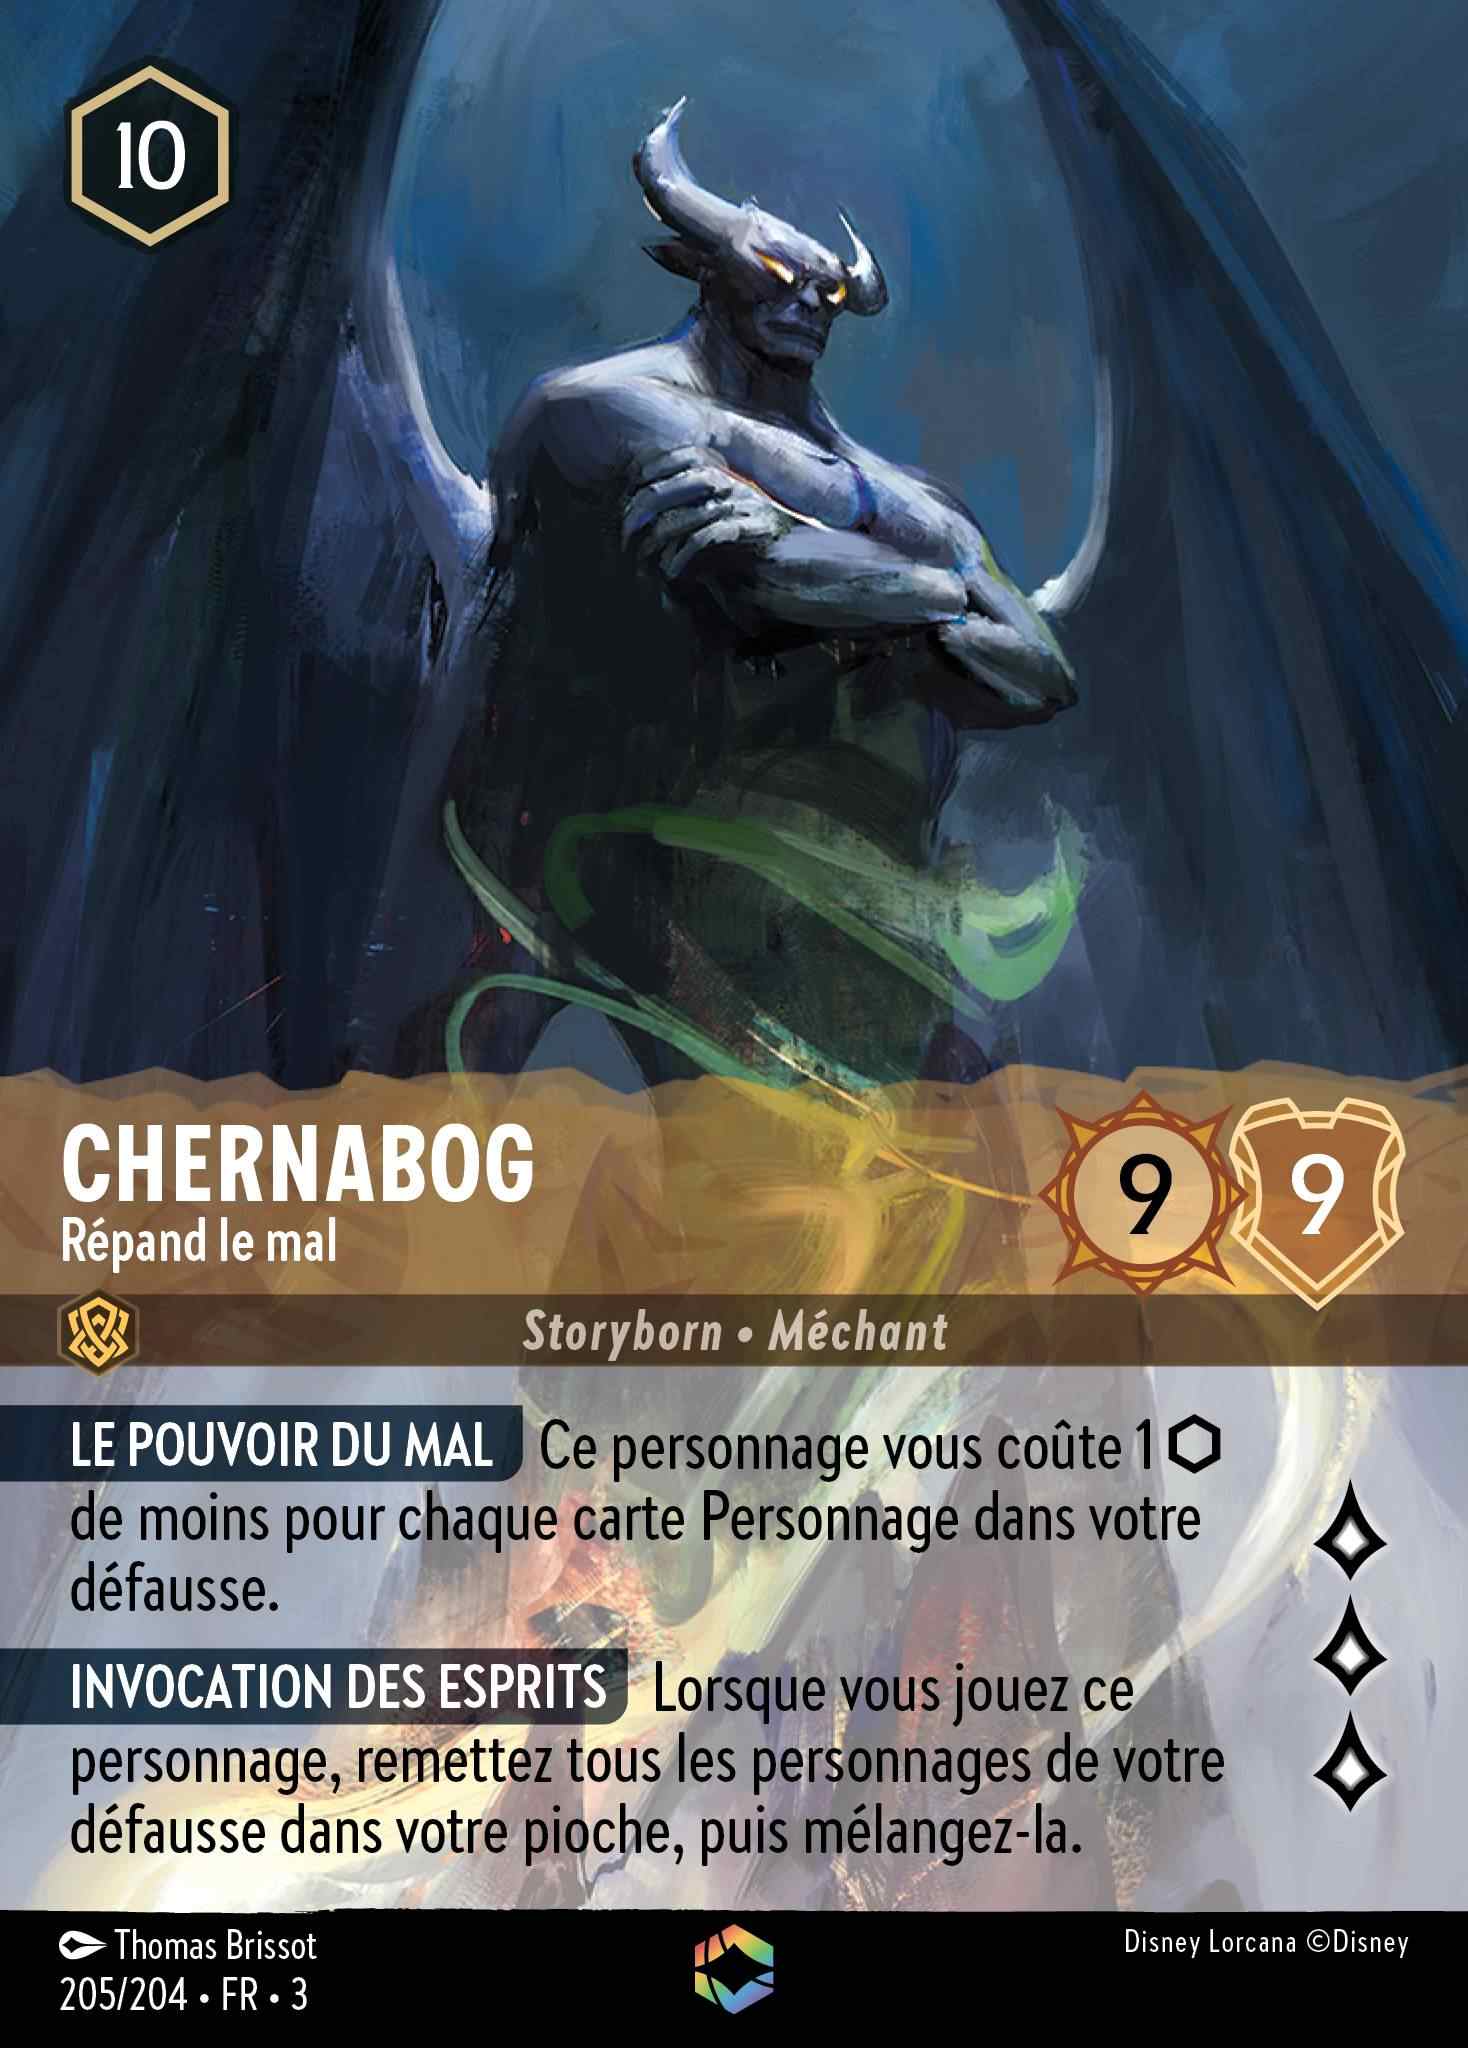 10
CHERNABOG
Répand le mal
9 9
Storyborn • Méchant
LE POUVOIR DU MAL Ce personnage vous coûte 1 ⬡
de moins pour chaque carte Personnage dans votre
défausse.
INVOCATION DES ESPRITS Lorsque vous jouez ce
personnage, remettez tous les personnages de votre
défausse dans votre pioche, puis mélangez-la.
Thomas Brissot
Disney Lorcana ©Disney
205/204 • FR • 3